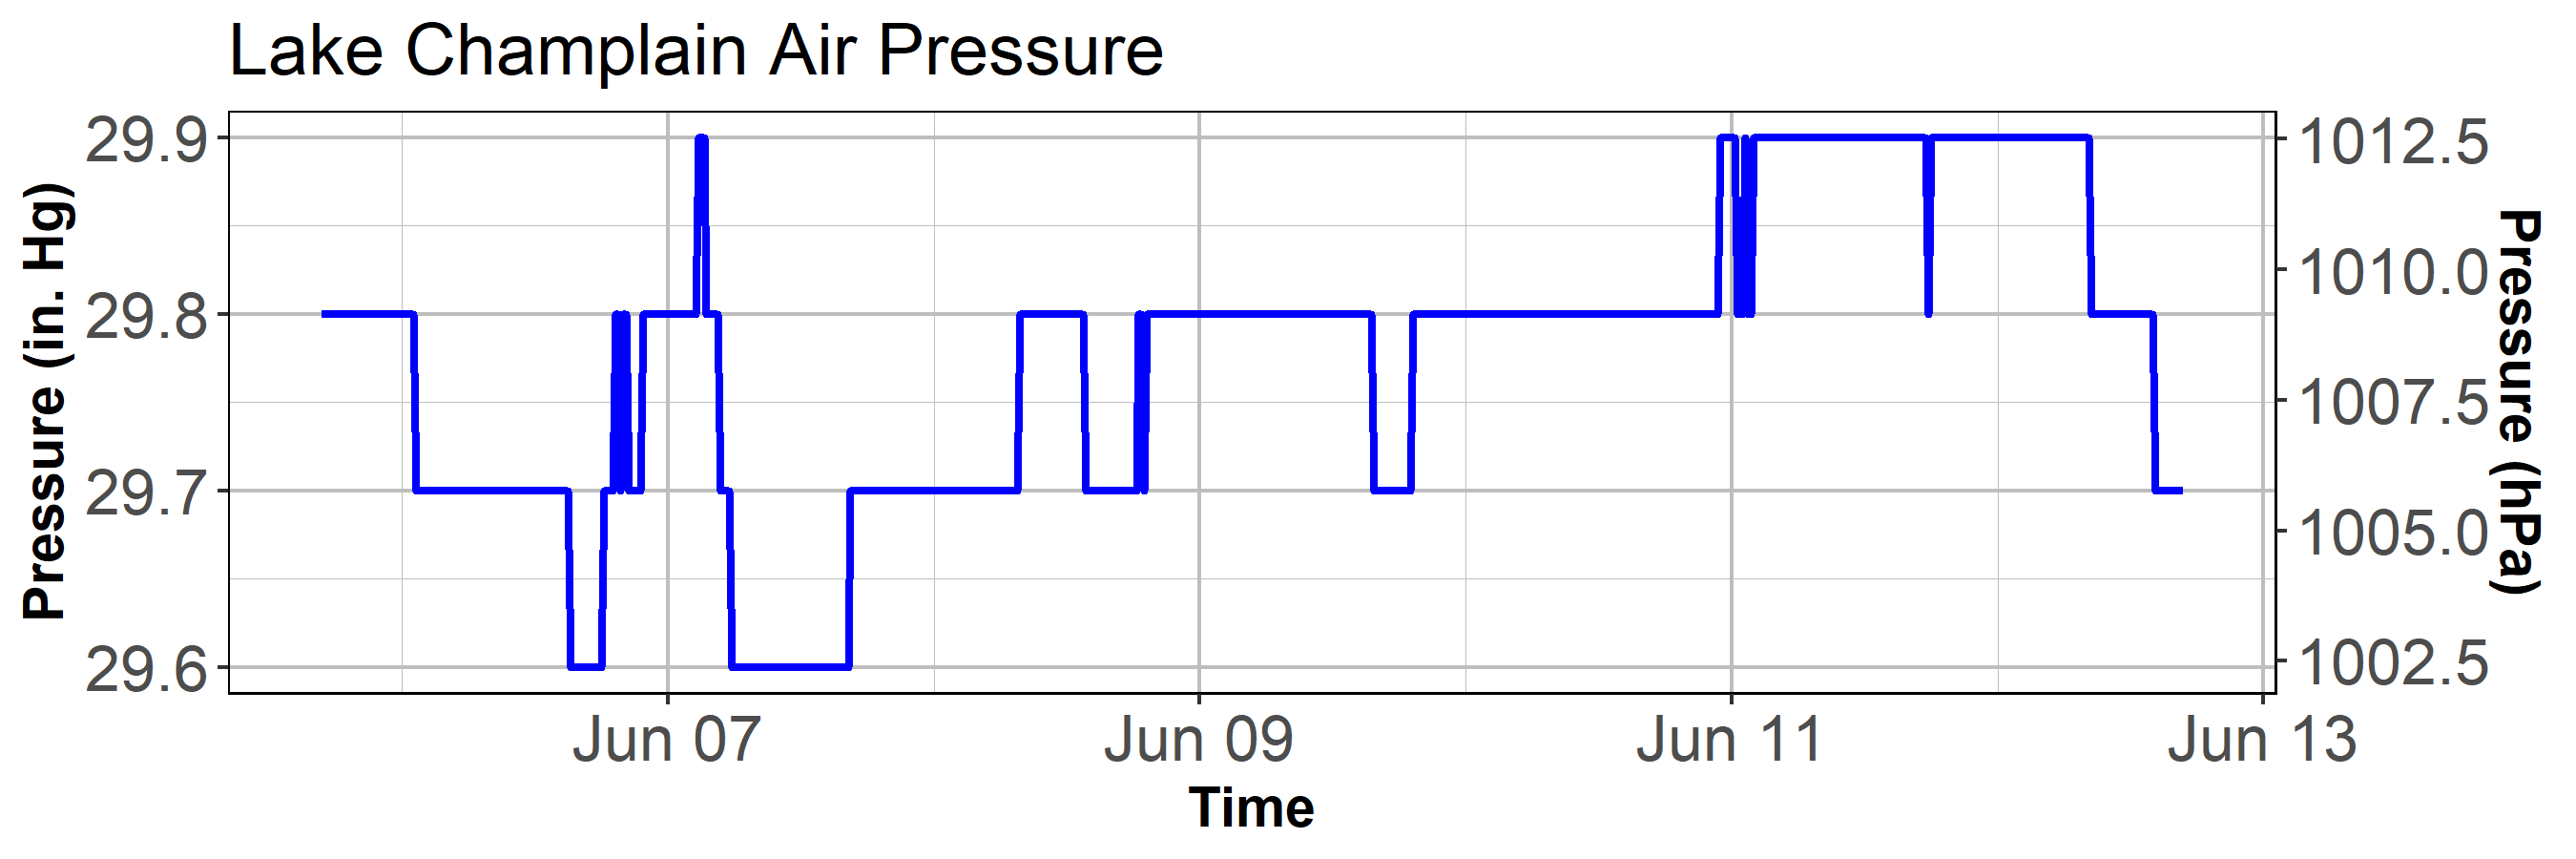 Lake Champlain Air Pressure
Pressure (in. Hg)
29.9
29.8
29.7
29.6
1012.5
1010.0
1007.5
1005.0
1002.5
Pressure (hPa)
Jun 07 Jun 09 Jun 11 Jun 13
Time